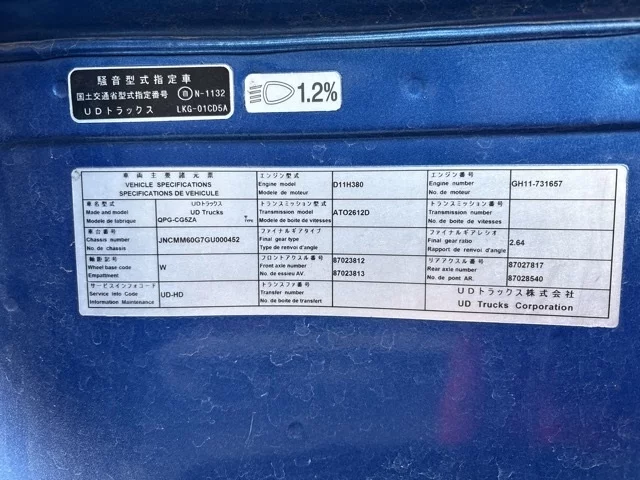 騒音型式指定車
国土交通省型式指定番号 自 N-1132
UDトラックス LKG-01CD5A
1.2%
車両主要諸元票
VEHICLE SPECIFICATIONS
SPECIFICATIONS DE VEHICULE
エンジン型式
Engine model
Modele de moteur
D11H380
エンジン番号
Engine number
No. de moteur
GH11-731657
車名型式
Made and model
Modele de fabrique
UDトラックス
UD Trucks
QPG-CG5ZA
TYPE
トランスミッション型式
Transmission model
Modele de boite de vitesses
ATO2612D
トランスミッション番号
Transmission number
No. de boite de vitesses
車台番号
Chassis number
No. de chassis
JNCMM60G7GU000452
ファイナルギアタイプ
Final gear type
Type de renvoi d'angle
ファイナルギアレシオ
Final gear rabo
Rapport de renvoi d'angle
2.64
軸距記号
Wheel base code
Empattment
W
フロントアクスル番号
Front axle number
No. de essieu AV.
87023812
87023813
リアアクスル番号
Rear axle number
No. de pont AR.
87027817
87028540
サービスインフォコード
Service info Code
Information Maintenance
UD-HD
トランスファ番号
Transfer number
No. de boite de transfert
UDトラックス株式会社
UD Trucks Corporation